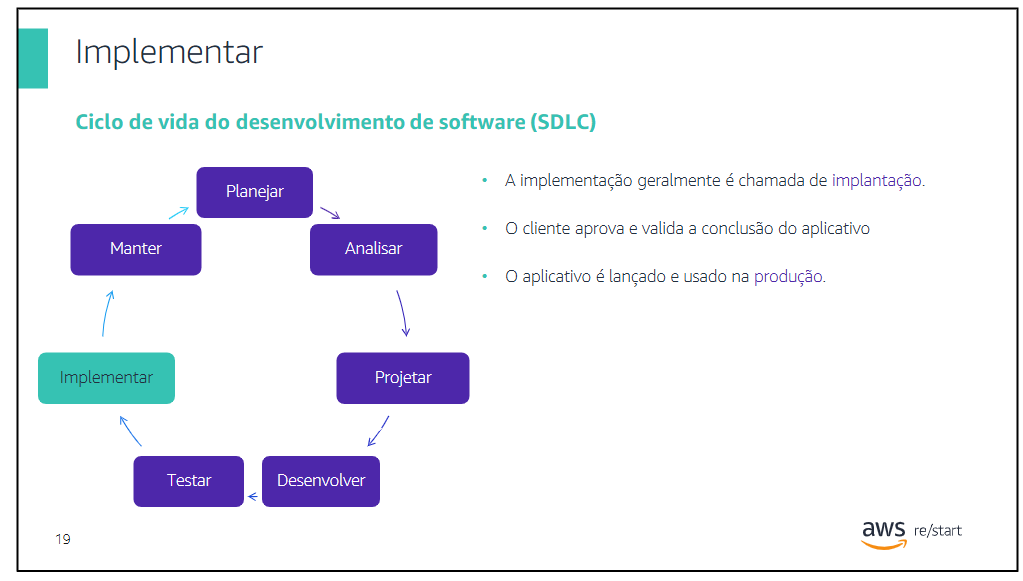 Implementar
Ciclo de vida do desenvolvimento de software (SDLC)
Planejar
Manter
Analisar
Implementar
Projetar
Testar
Desenvolver
• A implementação geralmente é chamada de implantação.
• O cliente aprova e valida a conclusão do aplicativo
• O aplicativo é lançado e usado na produção.
19
aws re/start